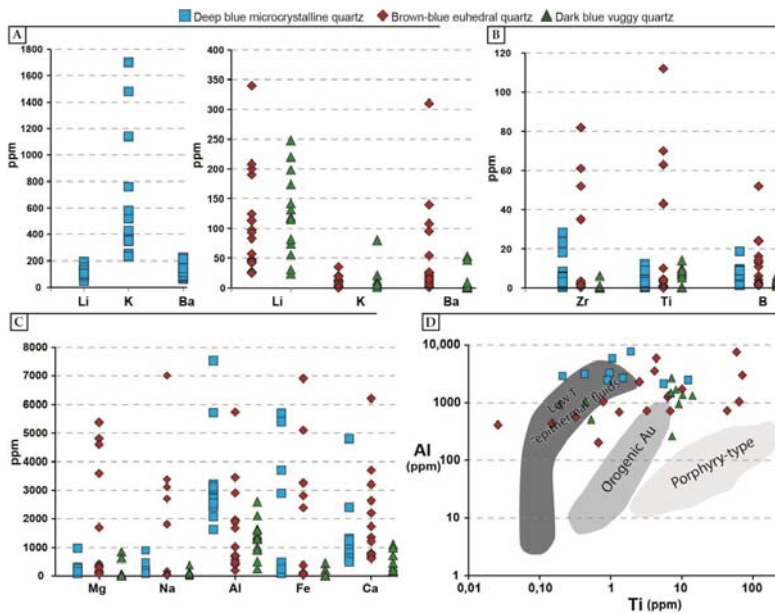 Deep blue microcrystalline quartz Brown-blue euhedral quartz Dark blue vuggy quartz
A
1800
1600
1400
1200
1000
800
600
400
200
0
ppm
Li K Ba
400
350
300
250
200
150
100
50
0
ppm
Li K Ba
B
120
100
80
60
40
20
0
ppm
Zr Ti B
C
8000
7000
6000
5000
4000
3000
2000
1000
0
ppm
Mg Na Al Fe Ca
D
10,000
1000
100
10
1
Al
(ppm)
Low T
"epithermal" fluids
Orogenic Au
Porphyry-type
0,01 0,10 1 10 100
Ti (ppm)